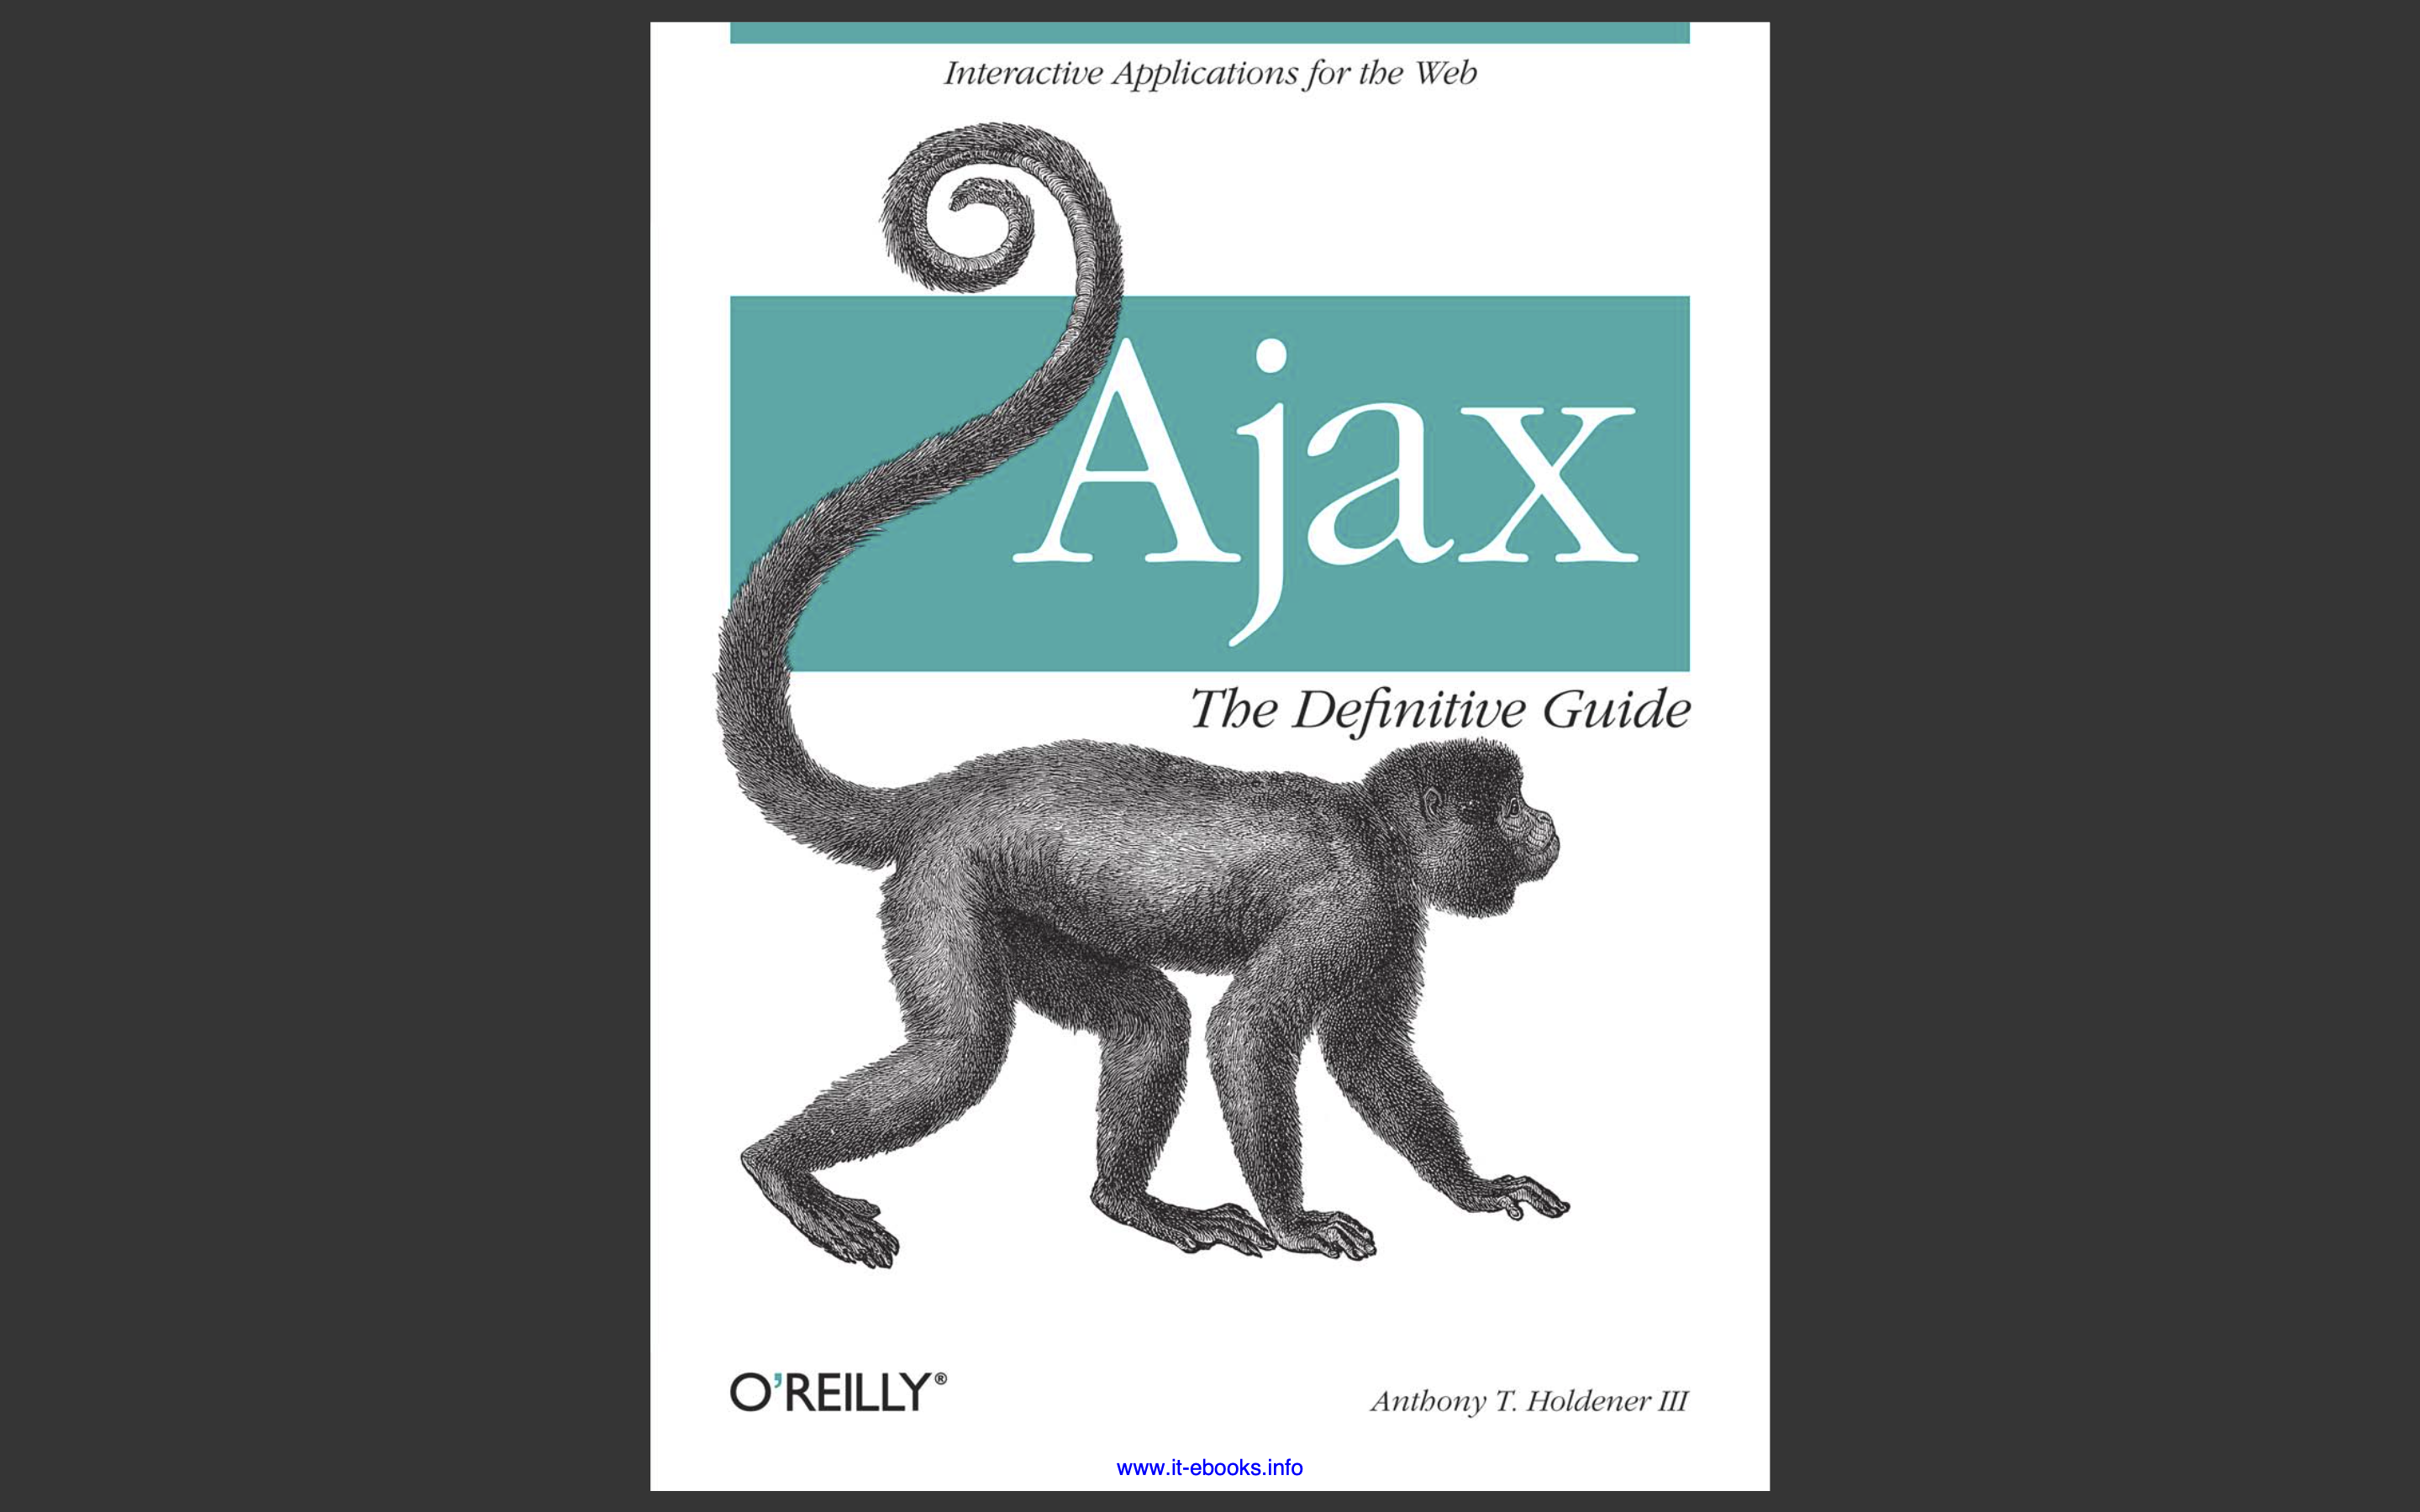 Interactive Applications for the Web
Ajax
The Definitive Guide
O'REILLY®
Anthony T. Holdener III
www.it-ebooks.info